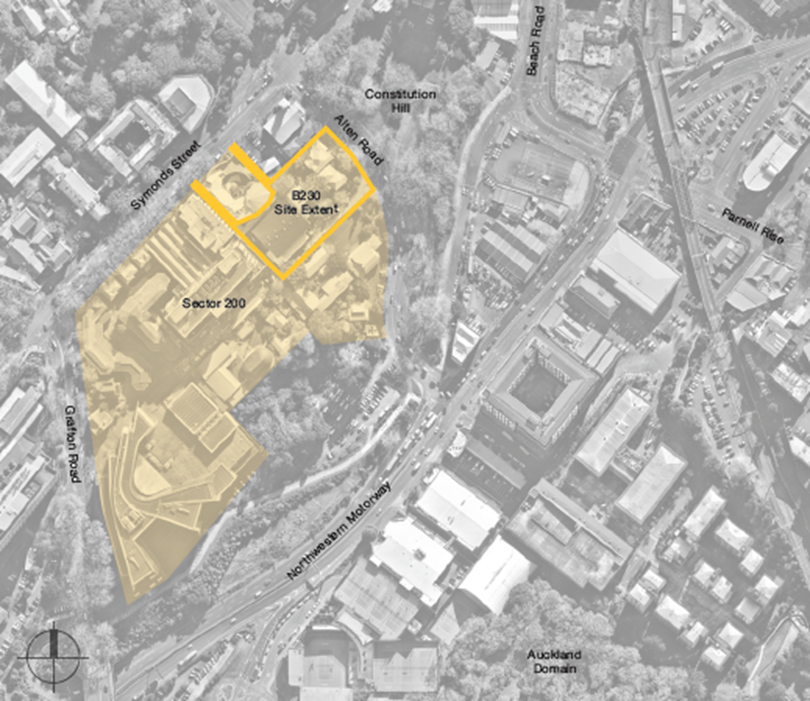 Beach Road
Constitution
Hill
Alten Road
Symonds Street
B230
Site Extent
Parnell Rise
Sector 200
Grafton Road
Northwestern Motorway
Auckland
Domain